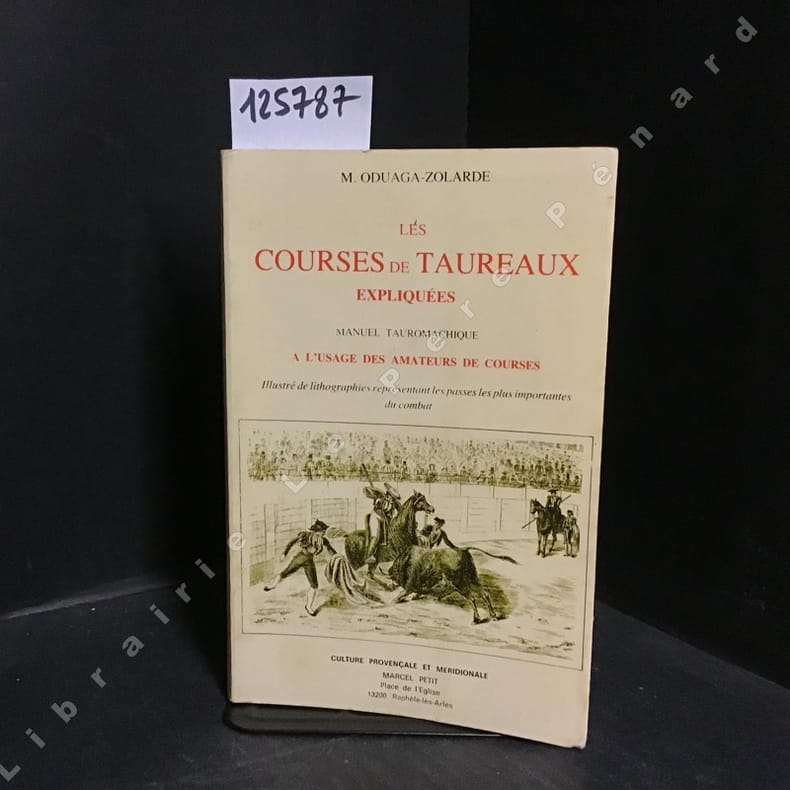 125787
M. ODUAGA-ZOLARDE
LES
COURSES DE TAUREAUX
EXPLIQUÉES
MANUEL TAUROMACHIQUE
A L'USAGE DES AMATEURS DE COURSES
Illustré de lithographies représentant les passes les plus importantes
du combat
CULTURE PROVENÇALE ET MERIDIONALE
MARCEL PETIT
Place de l'Eglise
13200 Raphèle-lès-Arles
Librairie Le Père Pénard